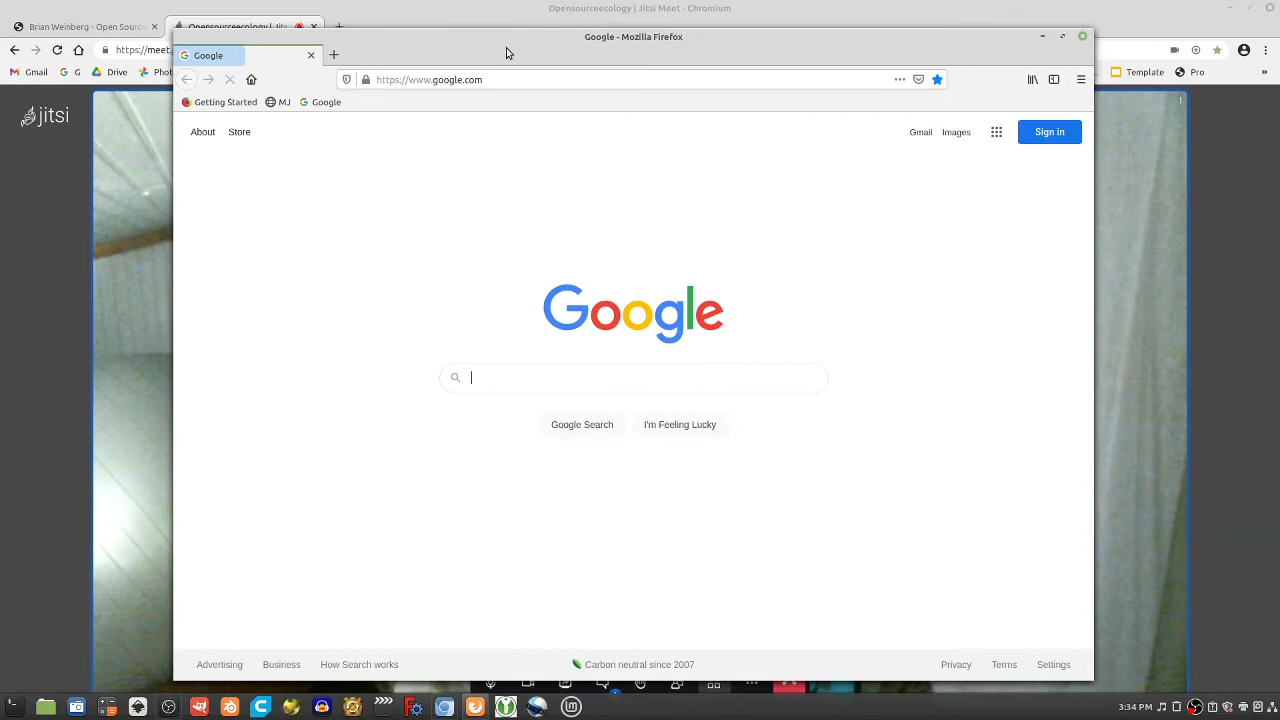 Opensourceecology | Jitsi Meet - Chromium
Brian Weinberg - Open Source
Opensourceecology | Jits
https://meet.
Gmail
G
Drive
Phot
Template
Pro
»
jitsi
Google - Mozilla Firefox
Google
https://www.google.com
Getting Started
MJ
Google
About
Store
Gmail
Images
Sign in
Google
Google Search
I'm Feeling Lucky
Advertising
Business
How Search works
Carbon neutral since 2007
Privacy
Terms
Settings
3:34 PM